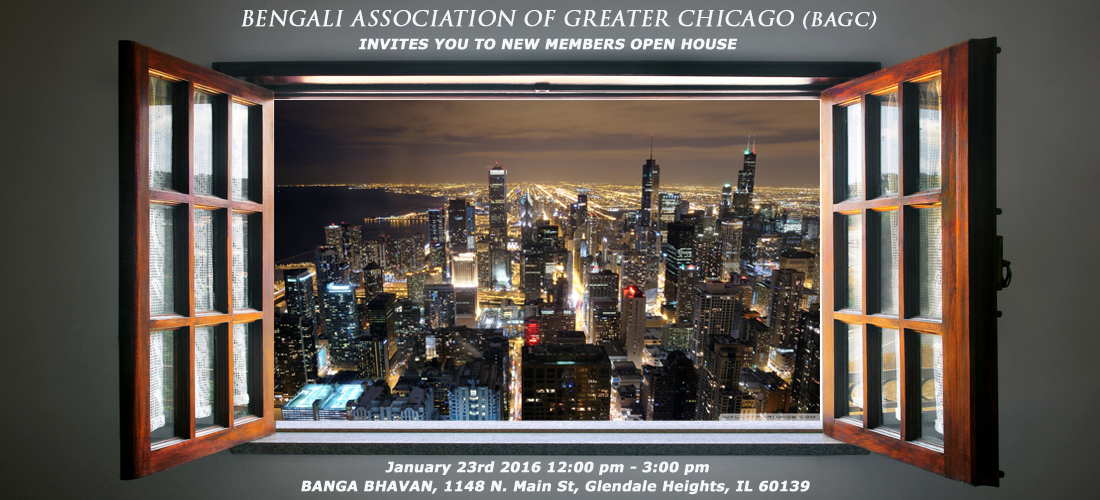 BENGALI ASSOCIATION OF GREATER CHICAGO (BAGC)
INVITES YOU TO NEW MEMBERS OPEN HOUSE
January 23rd 2016 12:00 pm - 3:00 pm
BANGA BHAVAN, 1148 N. Main St, Glendale Heights, IL 60139